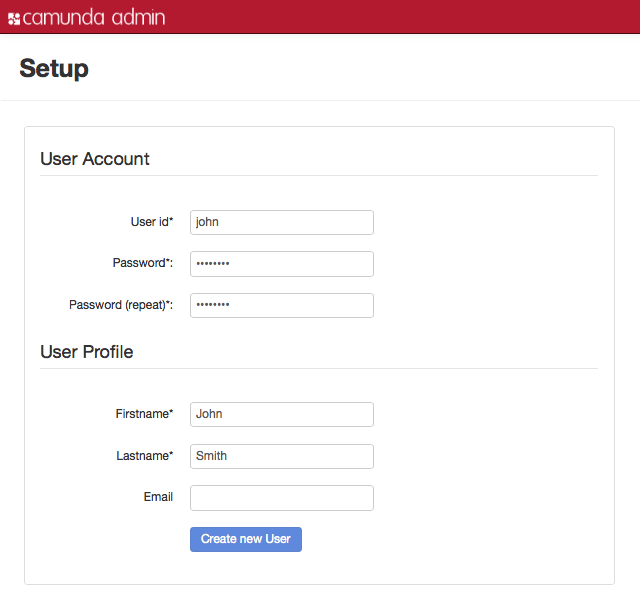 camunda admin
Setup
User Account
User id* john
Password*: ••••••••
Password (repeat)*: ••••••••
User Profile
Firstname* John
Lastname* Smith
Email
Create new User